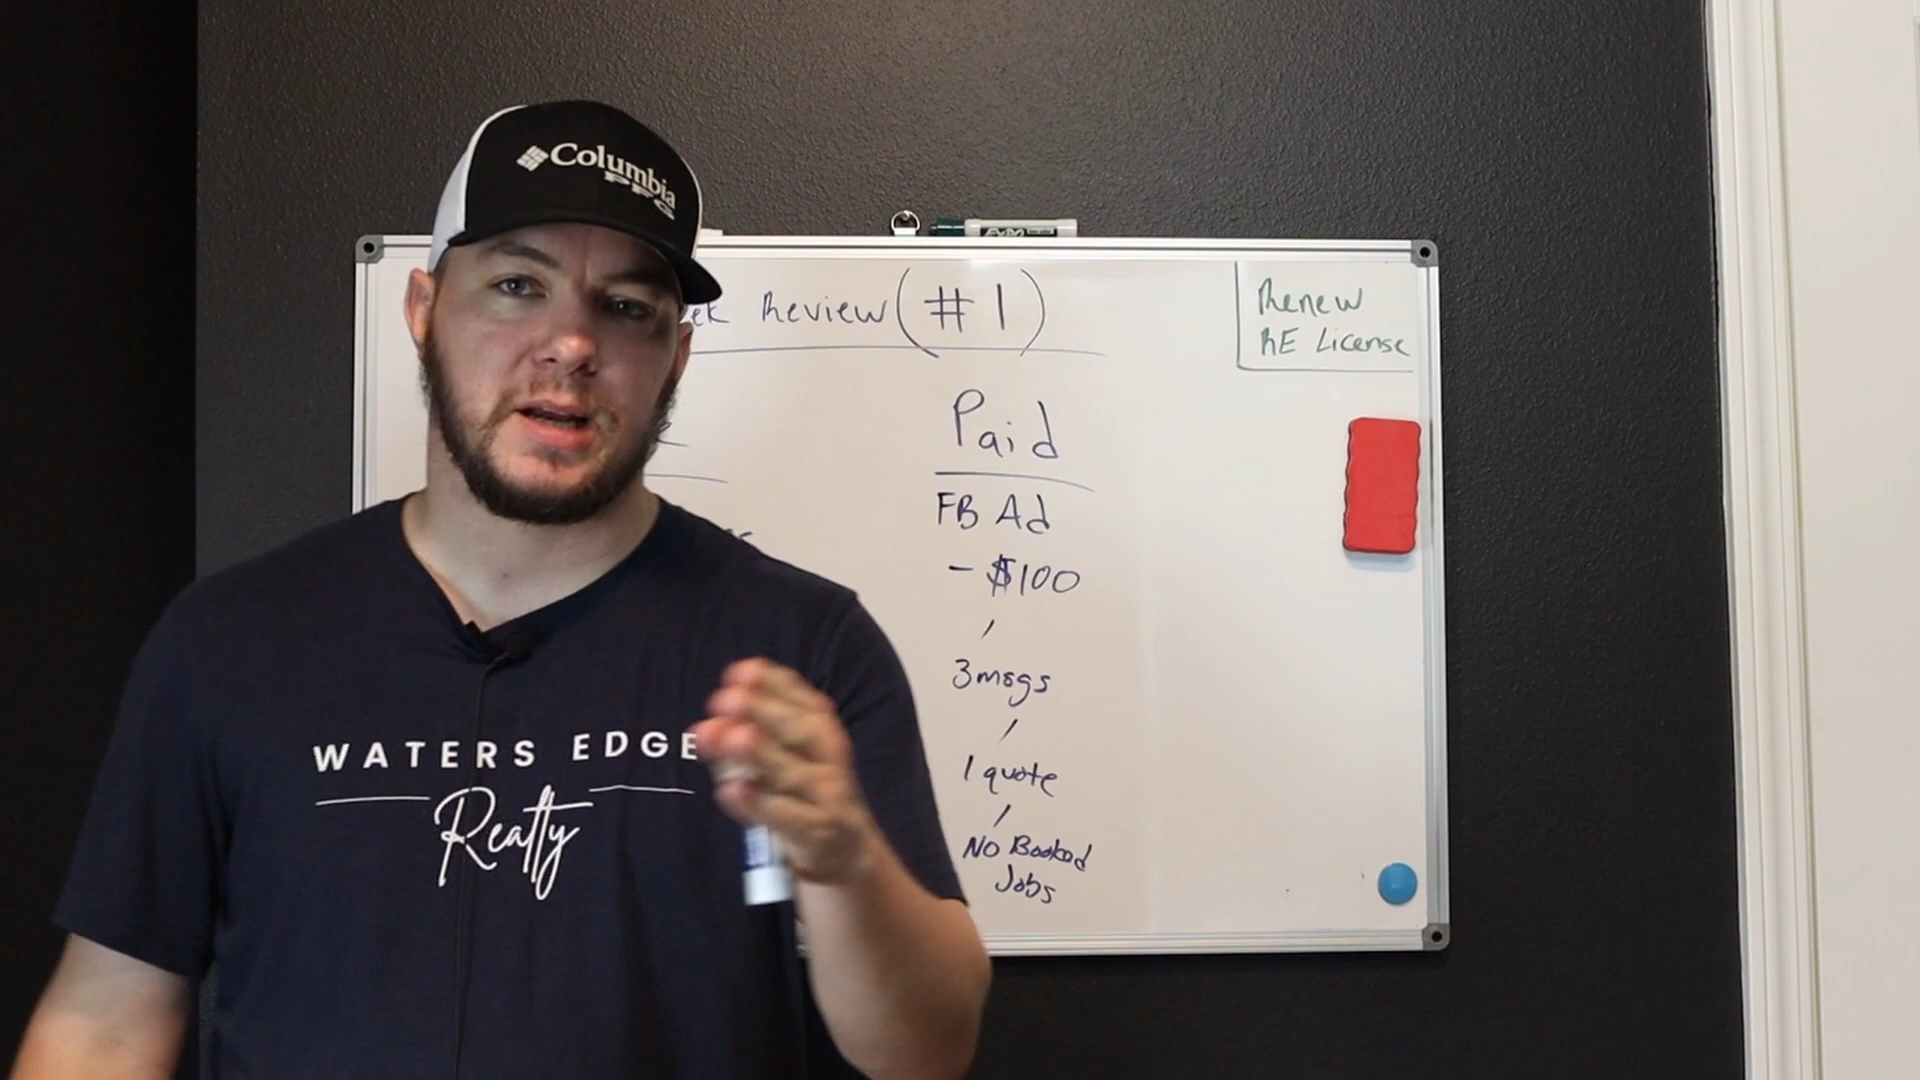 Columbia
PFG
EXPO
Review (#1)
Renew
RE License
Paid
FB Ad
- $100
3 msgs
1 quote
No Booked
Jobs
WATERS EDGE
Realty